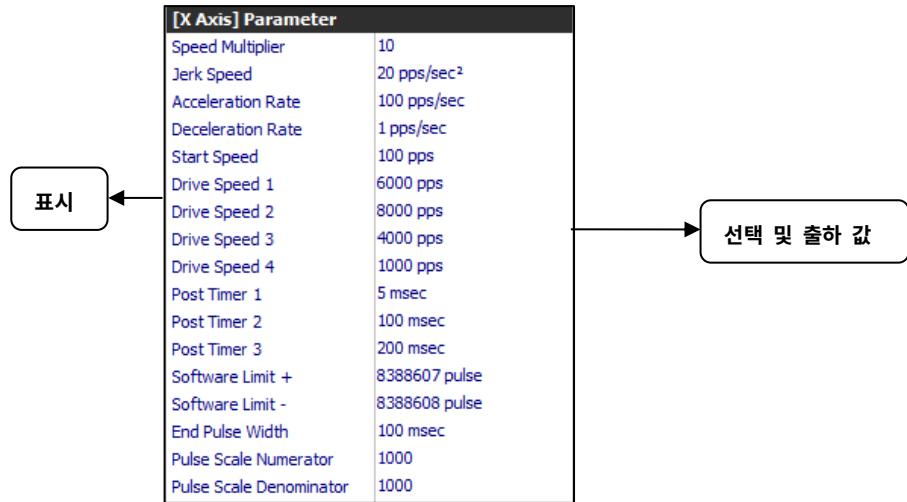 [X Axis] Parameter
Speed Multiplier 10
Jerk Speed 20 pps/sec²
Acceleration Rate 100 pps/sec
Deceleration Rate 1 pps/sec
Start Speed 100 pps
Drive Speed 1 6000 pps
Drive Speed 2 8000 pps
Drive Speed 3 4000 pps
Drive Speed 4 1000 pps
Post Timer 1 5 msec
Post Timer 2 100 msec
Post Timer 3 200 msec
Software Limit + 8388607 pulse
Software Limit - 8388608 pulse
End Pulse Width 100 msec
Pulse Scale Numerator 1000
Pulse Scale Denominator 1000
표시
선택 및 출하 값